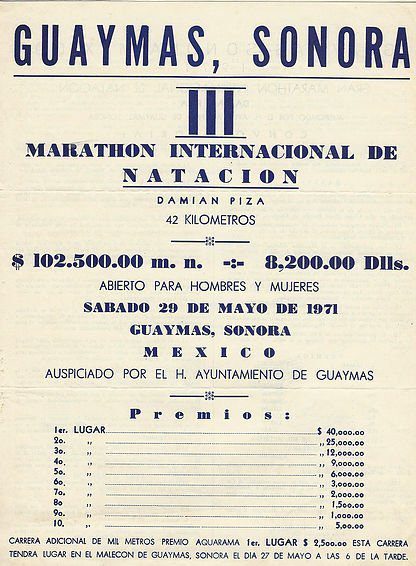 GUAYMAS, SONORA
III
MARATHON INTERNACIONAL DE
NATACION
DAMIAN PIZA
42 KILOMETROS
$ 102.500.00 m. n. -:- 8,200.00 Dlls.
ABIERTO PARA HOMBRES Y MUJERES
SABADO 29 DE MAYO DE 1971
GUAYMAS, SONORA
MEXICO
AUSPICIADO POR EL H. AYUNTAMIENTO DE GUAYMAS
Premios:
1er. LUGAR $ 40,000.00
2o. ,, ,, 25,000.00
3o. ,, ,, 12,000.00
4o. ,, ,, 9,000.00
5o. ,, ,, 6,000.00
6o. ,, ,, 3,000.00
7o. ,, ,, 2,000.00
8o. ,, ,, 1,500.00
9o. ,, ,, 1,000.00
10. ,, ,, 5,00.00
CARRERA ADICIONAL DE MIL METROS PREMIO AQUARAMA 1er. LUGAR $ 2,500.00 ESTA CARRERA
TENDRA LUGAR EN EL MALECON DE GUAYMAS, SONORA EL DIA 27 DE MAYO A LAS 6 DE LA TARDE.